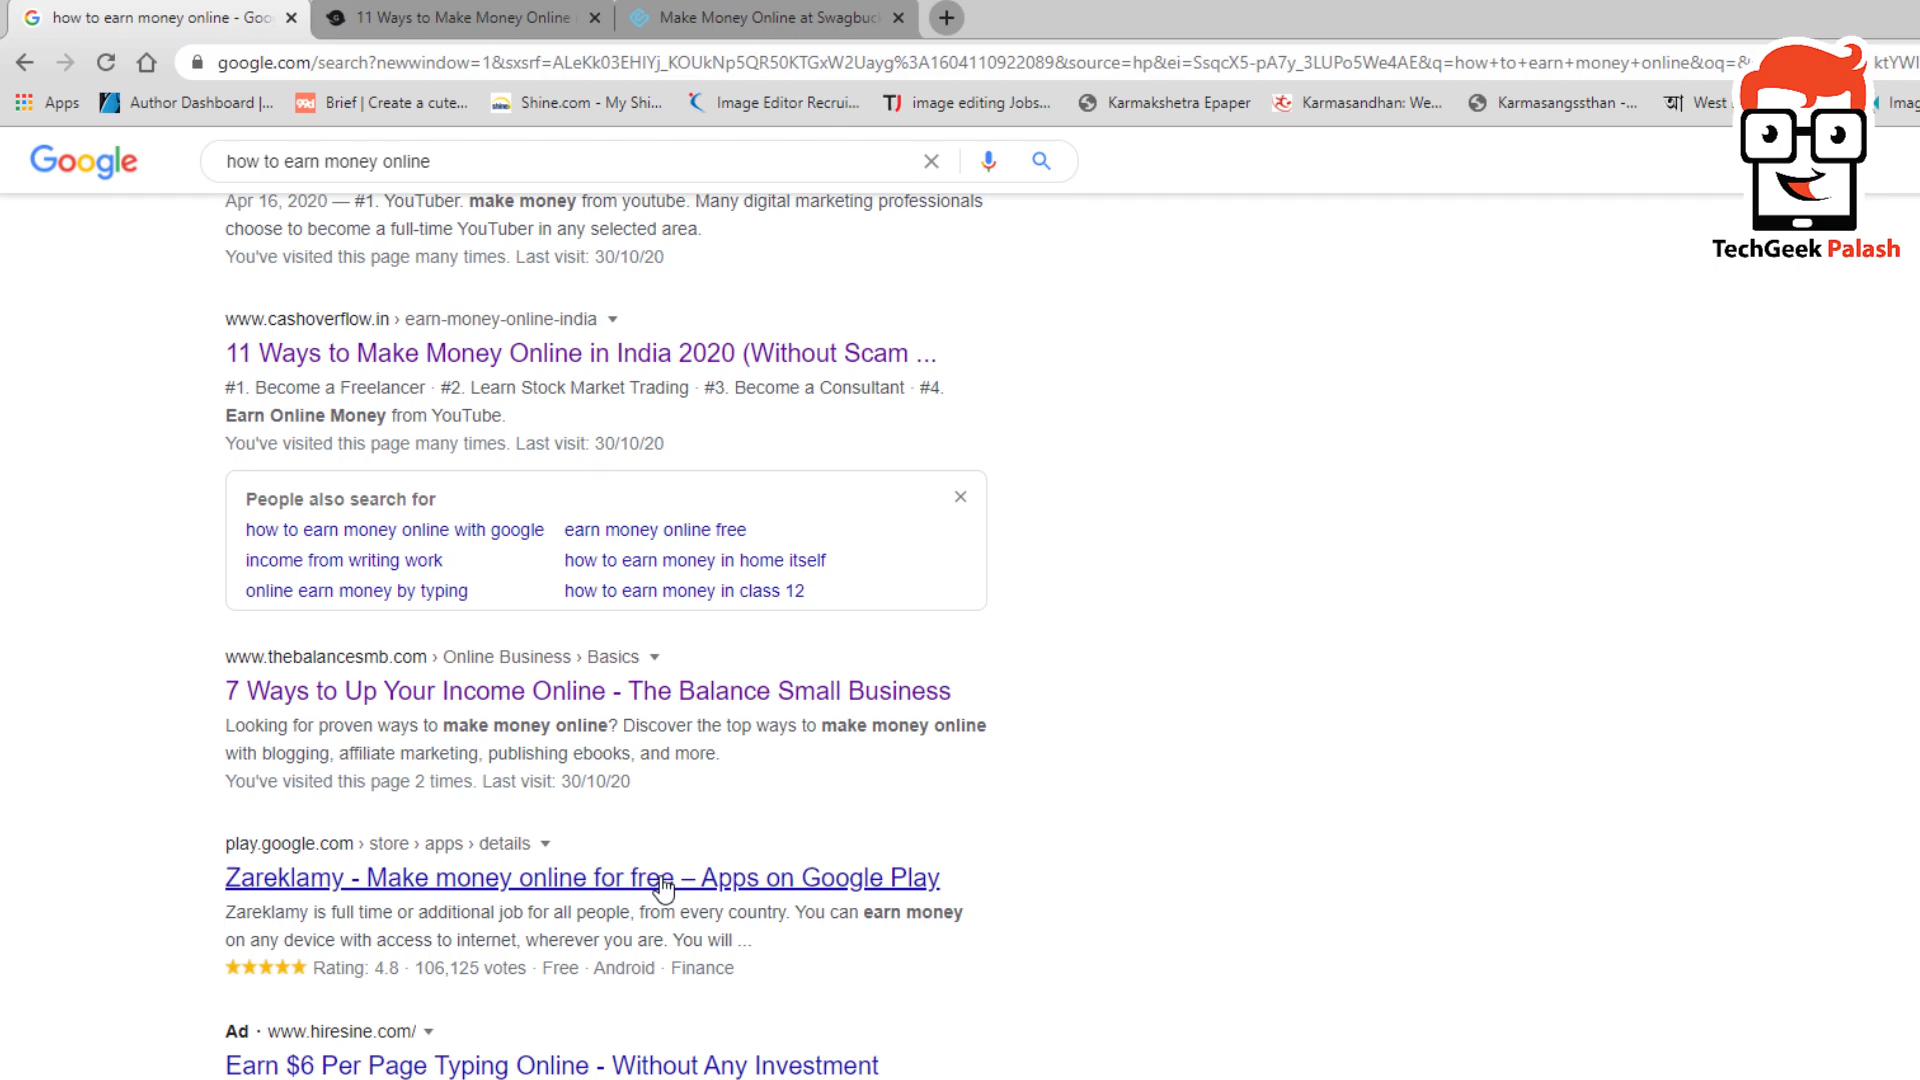 how to earn money online - Goo
11 Ways to Make Money Online
Make Money Online at Swagbuc
google.com/search?newwindow=1&sxsrf=ALeKk03EHIYj_KOUkNp5QR50KTGxW2Uayg%3A1604110922089&source=hp&ei=SsqcX5-pA7y_3LUPo5We4AE&q=how+to+earn+money+online&oq=&
Apps
Author Dashboard |...
Brief | Create a cute...
Shine.com - My Shi...
Image Editor Recrui...
image editing Jobs...
Karmakshetra Epaper
Karmasandhan: We...
Karmasangssthan -...
West
Imag
TechGeek Palash
Google
how to earn money online
Apr 16, 2020 — #1. YouTuber. make money from youtube. Many digital marketing professionals
choose to become a full-time YouTuber in any selected area.
You've visited this page many times. Last visit: 30/10/20
www.cashoverflow.in › earn-money-online-india
11 Ways to Make Money Online in India 2020 (Without Scam ...
#1. Become a Freelancer · #2. Learn Stock Market Trading · #3. Become a Consultant · #4.
Earn Online Money from YouTube.
You've visited this page many times. Last visit: 30/10/20
People also search for
how to earn money online with google
earn money online free
income from writing work
how to earn money in home itself
online earn money by typing
how to earn money in class 12
www.thebalancesmb.com › Online Business › Basics
7 Ways to Up Your Income Online - The Balance Small Business
Looking for proven ways to make money online? Discover the top ways to make money online
with blogging, affiliate marketing, publishing ebooks, and more.
You've visited this page 2 times. Last visit: 30/10/20
play.google.com › store › apps › details
Zareklamy - Make money online for free – Apps on Google Play
Zareklamy is full time or additional job for all people, from every country. You can earn money
on any device with access to internet, wherever you are. You will ...
Rating: 4.8 · 106,125 votes · Free · Android · Finance
Ad · www.hiresine.com/
Earn $6 Per Page Typing Online - Without Any Investment